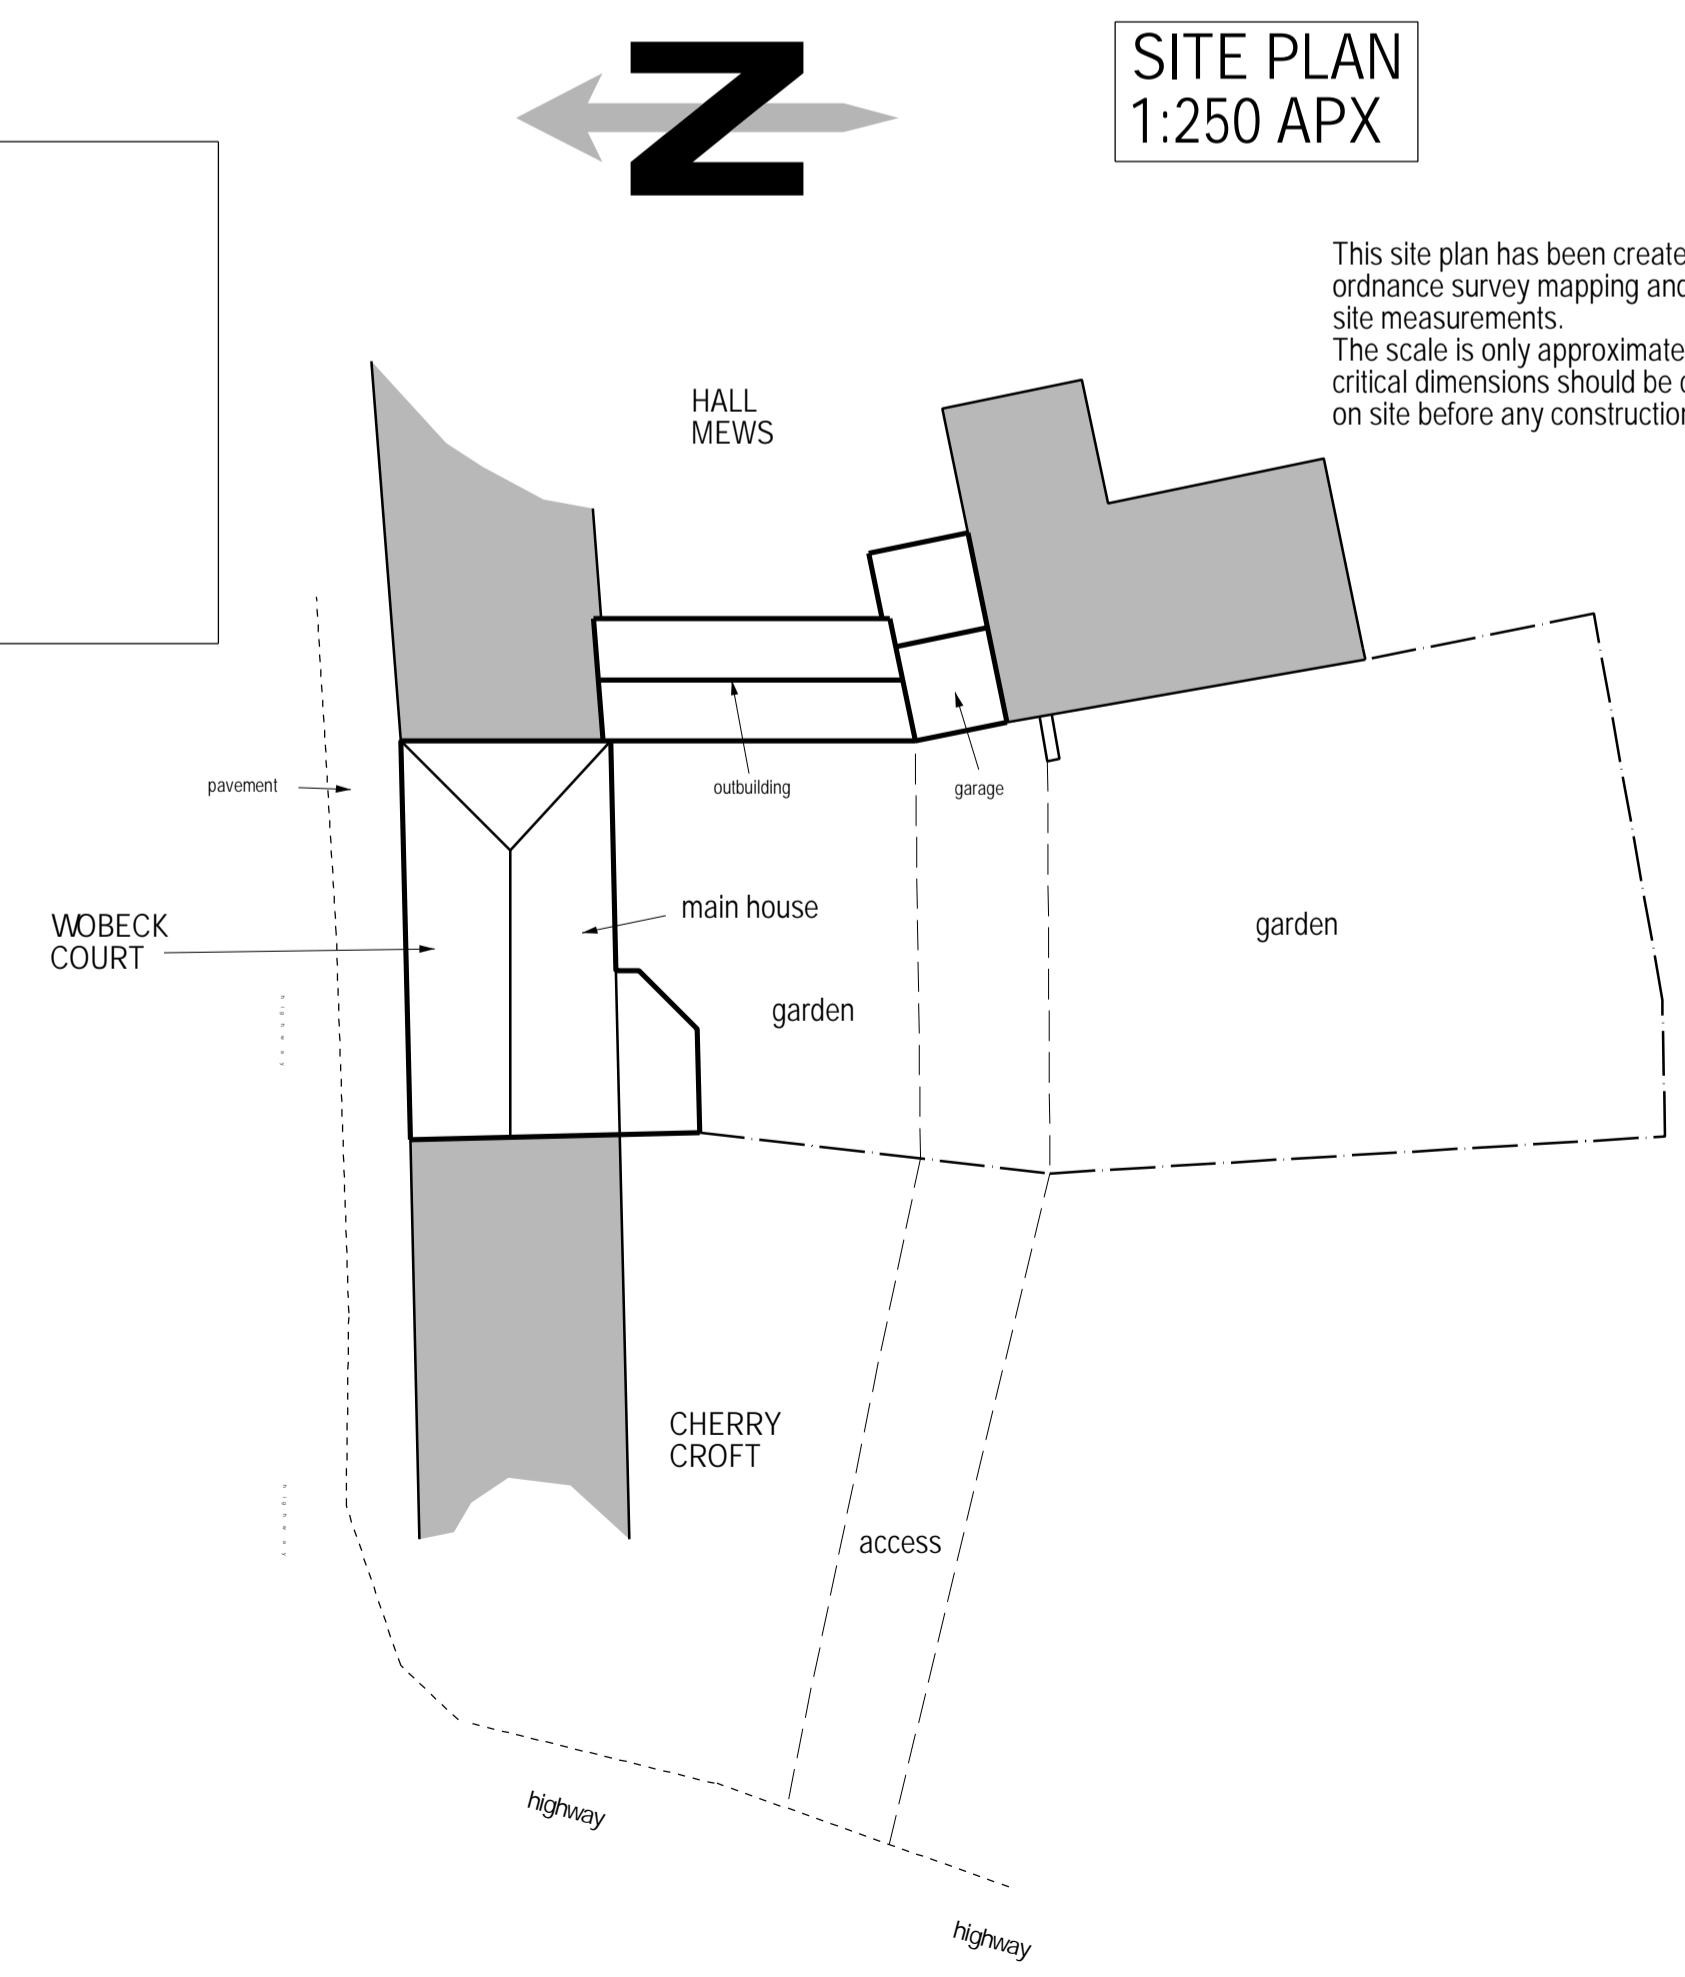 N
SITE PLAN
1:250 APX
This site plan has been create
ordnance survey mapping and
site measurements.
The scale is only approximate
critical dimensions should be
on site before any construction
HALL
MEWS
pavement
outbuilding
garage
WOBECK
COURT
main house
garden
garden
highway
highway
CHERRY
CROFT
access
highway
highway